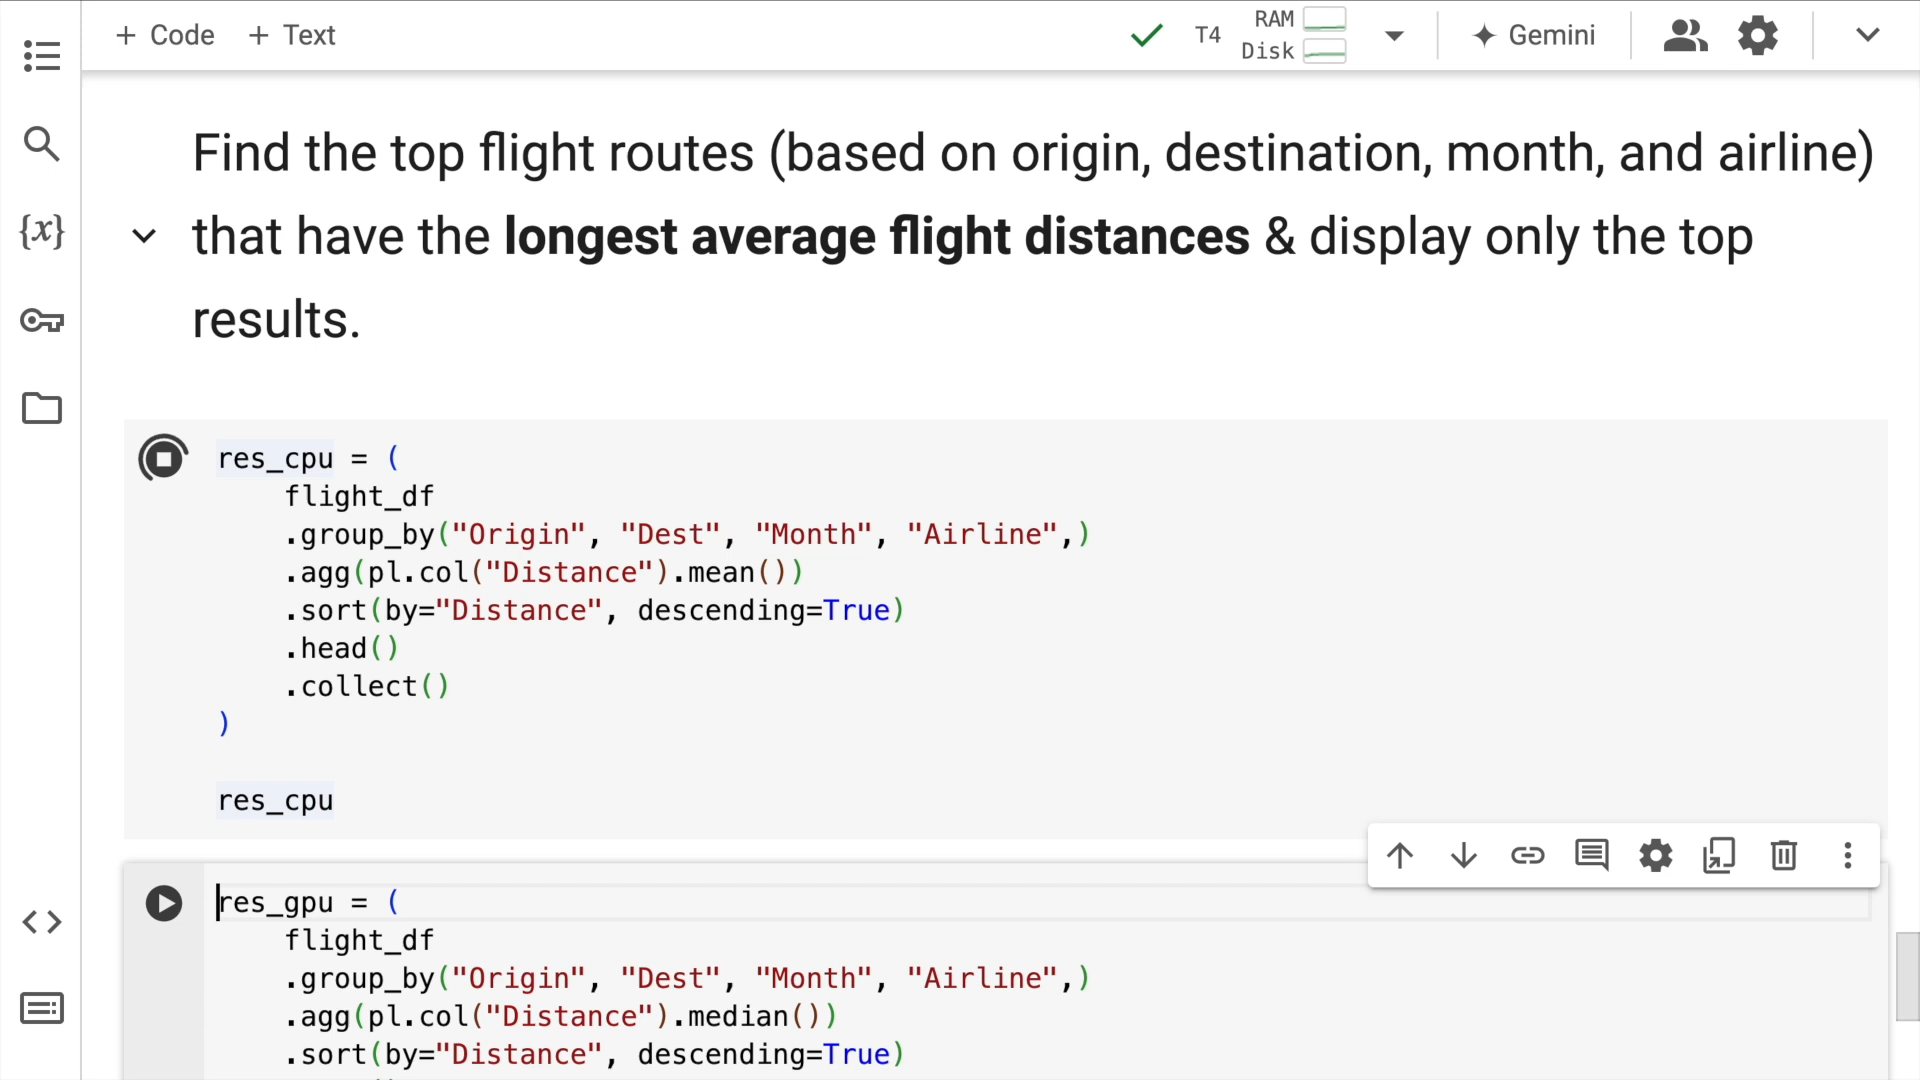 + Code + Text
T4 RAM Disk Gemini
Find the top flight routes (based on origin, destination, month, and airline)
that have the longest average flight distances & display only the top
results.
{x}
res_cpu = (
    flight_df
    .group_by("Origin", "Dest", "Month", "Airline",)
    .agg(pl.col("Distance").mean())
    .sort(by="Distance", descending=True)
    .head()
    .collect()
)
res_cpu
res_gpu = (
    flight_df
    .group_by("Origin", "Dest", "Month", "Airline",)
    .agg(pl.col("Distance").median())
    .sort(by="Distance", descending=True)